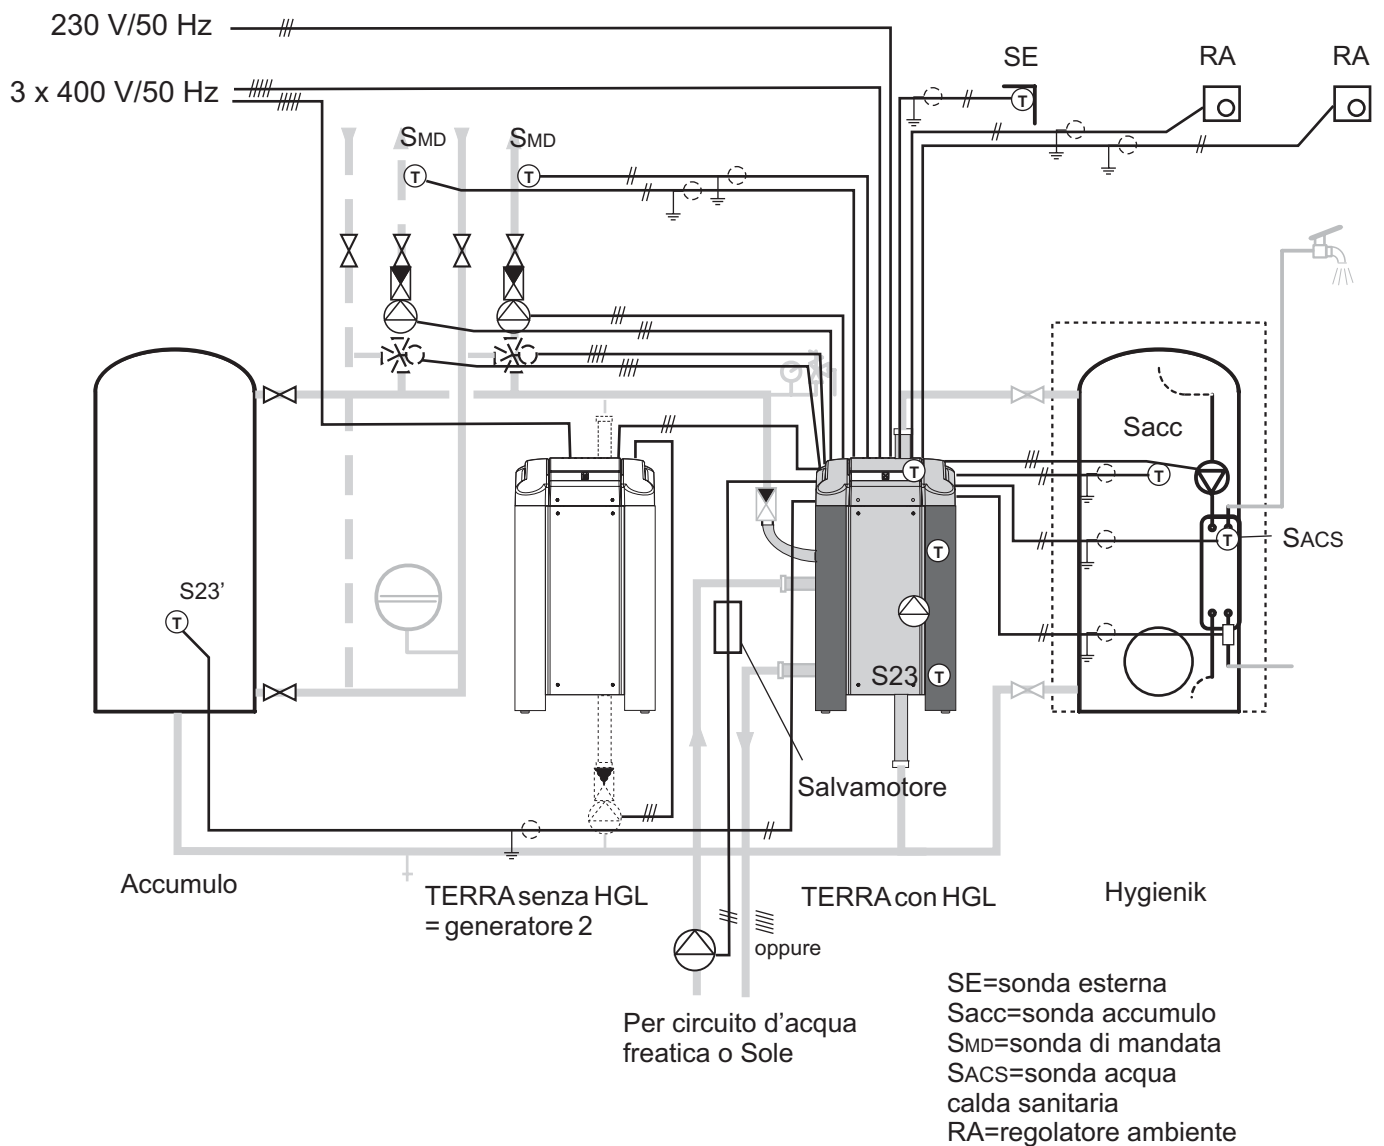 230 V/50 Hz
3 x 400 V/50 Hz
SE
RA
RA
T
SMD
SMD
T
T
Sacc
T
T
T
SACS
T
S23'
T
S23
T
Salvamotore
Accumulo
TERRA senza HGL
= generatore 2
TERRA con HGL
Hygienik
oppure
Per circuito d'acqua
freatica o Sole
SE=sonda esterna
Sacc=sonda accumulo
SMD=sonda di mandata
SACS=sonda acqua
calda sanitaria
RA=regolatore ambiente